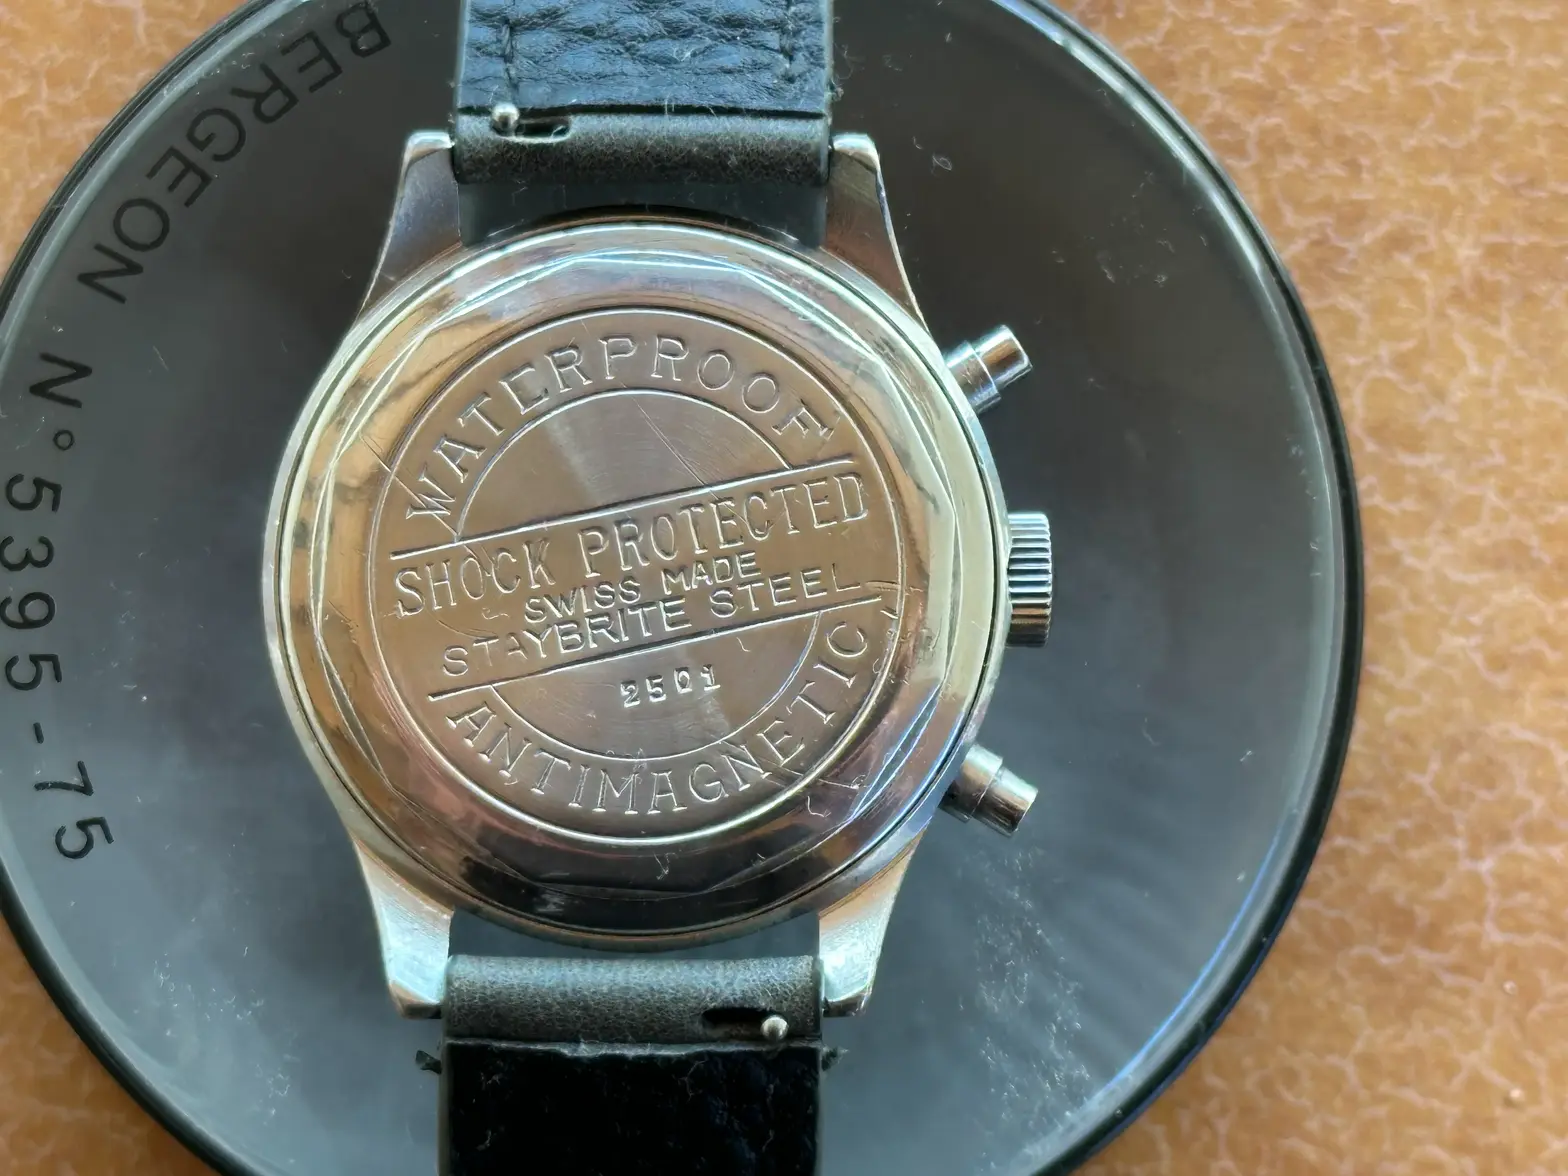 BERGEON N° 5395-75
WATERPROOF
SHOCK PROTECTED
SWISS MADE
STAYBRITE STEEL
2501
ANTIMAGNETIC